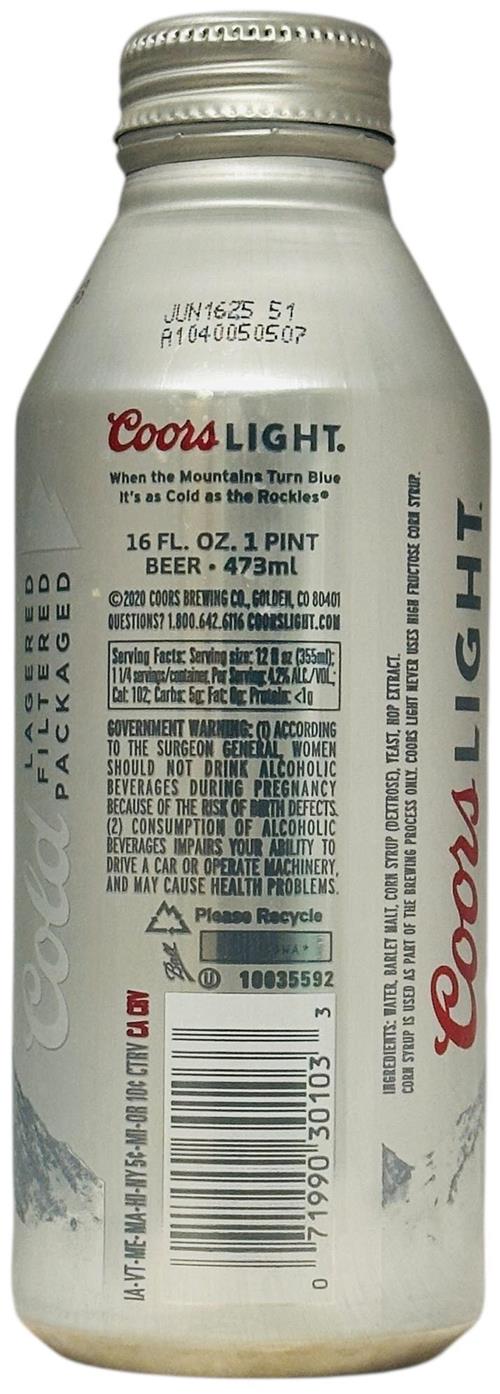 JUN1625 51
A1040050507
Coors LIGHT.
When the Mountains Turn Blue
It's as Cold as the Rockies®
16 FL. OZ. 1 PINT
BEER • 473ml
©2020 COORS BREWING CO., GOLDEN, CO 80401
QUESTIONS? 1.800.642.6116 COORSLIGHT.COM
Serving Facts: Serving size: 12 fl oz (355ml);
1 1/4 servings/container, Per Serving: 4.2% ALC./VOL.;
Cal: 102; Carbs: 5g; Fat: 0g; Protein: <1g
GOVERNMENT WARNING: (1) ACCORDING
TO THE SURGEON GENERAL, WOMEN
SHOULD NOT DRINK ALCOHOLIC
BEVERAGES DURING PREGNANCY
BECAUSE OF THE RISK OF BIRTH DEFECTS.
(2) CONSUMPTION OF ALCOHOLIC
BEVERAGES IMPAIRS YOUR ABILITY TO
DRIVE A CAR OR OPERATE MACHINERY,
AND MAY CAUSE HEALTH PROBLEMS.
Please Recycle
Ball
U 10035592
IA-VT-ME-MA-HI-NY 5¢-MI-OR 10¢ CTRV CA CRV
0 71990 30103 3
Cold
LAGERED
FILTERED
PACKAGED
INGREDIENTS: WATER, BARLEY MALT, CORN SYRUP (DEXTROSE), YEAST, HOP EXTRACT.
CORN SYRUP IS USED AS PART OF THE BREWING PROCESS ONLY. COORS LIGHT NEVER USES HIGH FRUCTOSE CORN SYRUP.
Coors LIGHT.